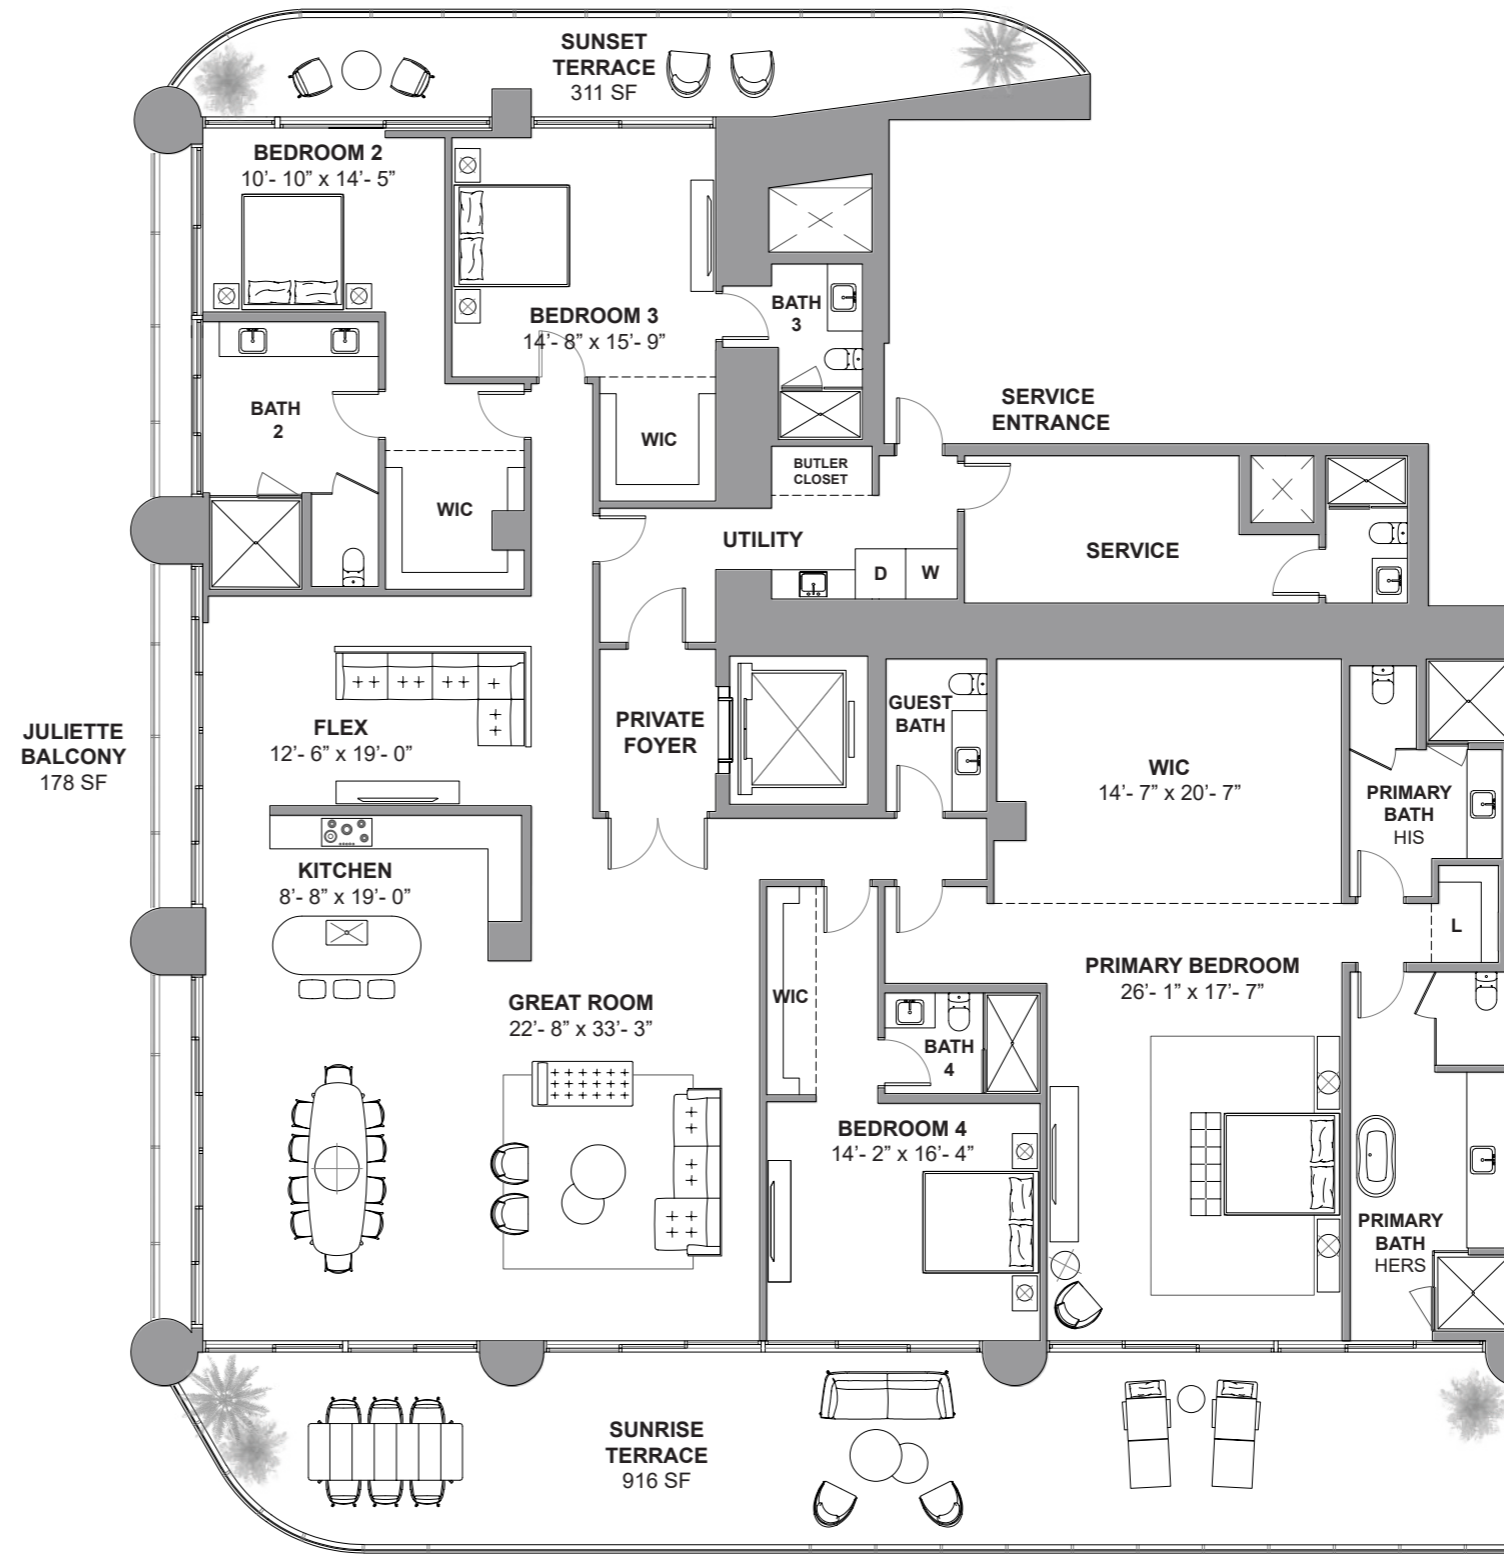 SUNSET
TERRACE
311 SF
BEDROOM 2
10’- 10” x 14’- 5”
BEDROOM 3
14’- 8” x 15’- 9”
BATH
3
BATH
2
WIC
WIC
BUTLER
CLOSET
SERVICE
ENTRANCE
UTILITY
D
W
SERVICE
JULIETTE
BALCONY
178 SF
FLEX
12’- 6” x 19’- 0”
PRIVATE
FOYER
GUEST
BATH
WIC
14’- 7” x 20’- 7”
PRIMARY
BATH
HIS
KITCHEN
8’- 8” x 19’- 0”
L
GREAT ROOM
22’- 8” x 33’- 3”
WIC
PRIMARY BEDROOM
26’- 1” x 17’- 7”
BATH
4
BEDROOM 4
14’- 2” x 16’- 4”
PRIMARY
BATH
HERS
SUNRISE
TERRACE
916 SF